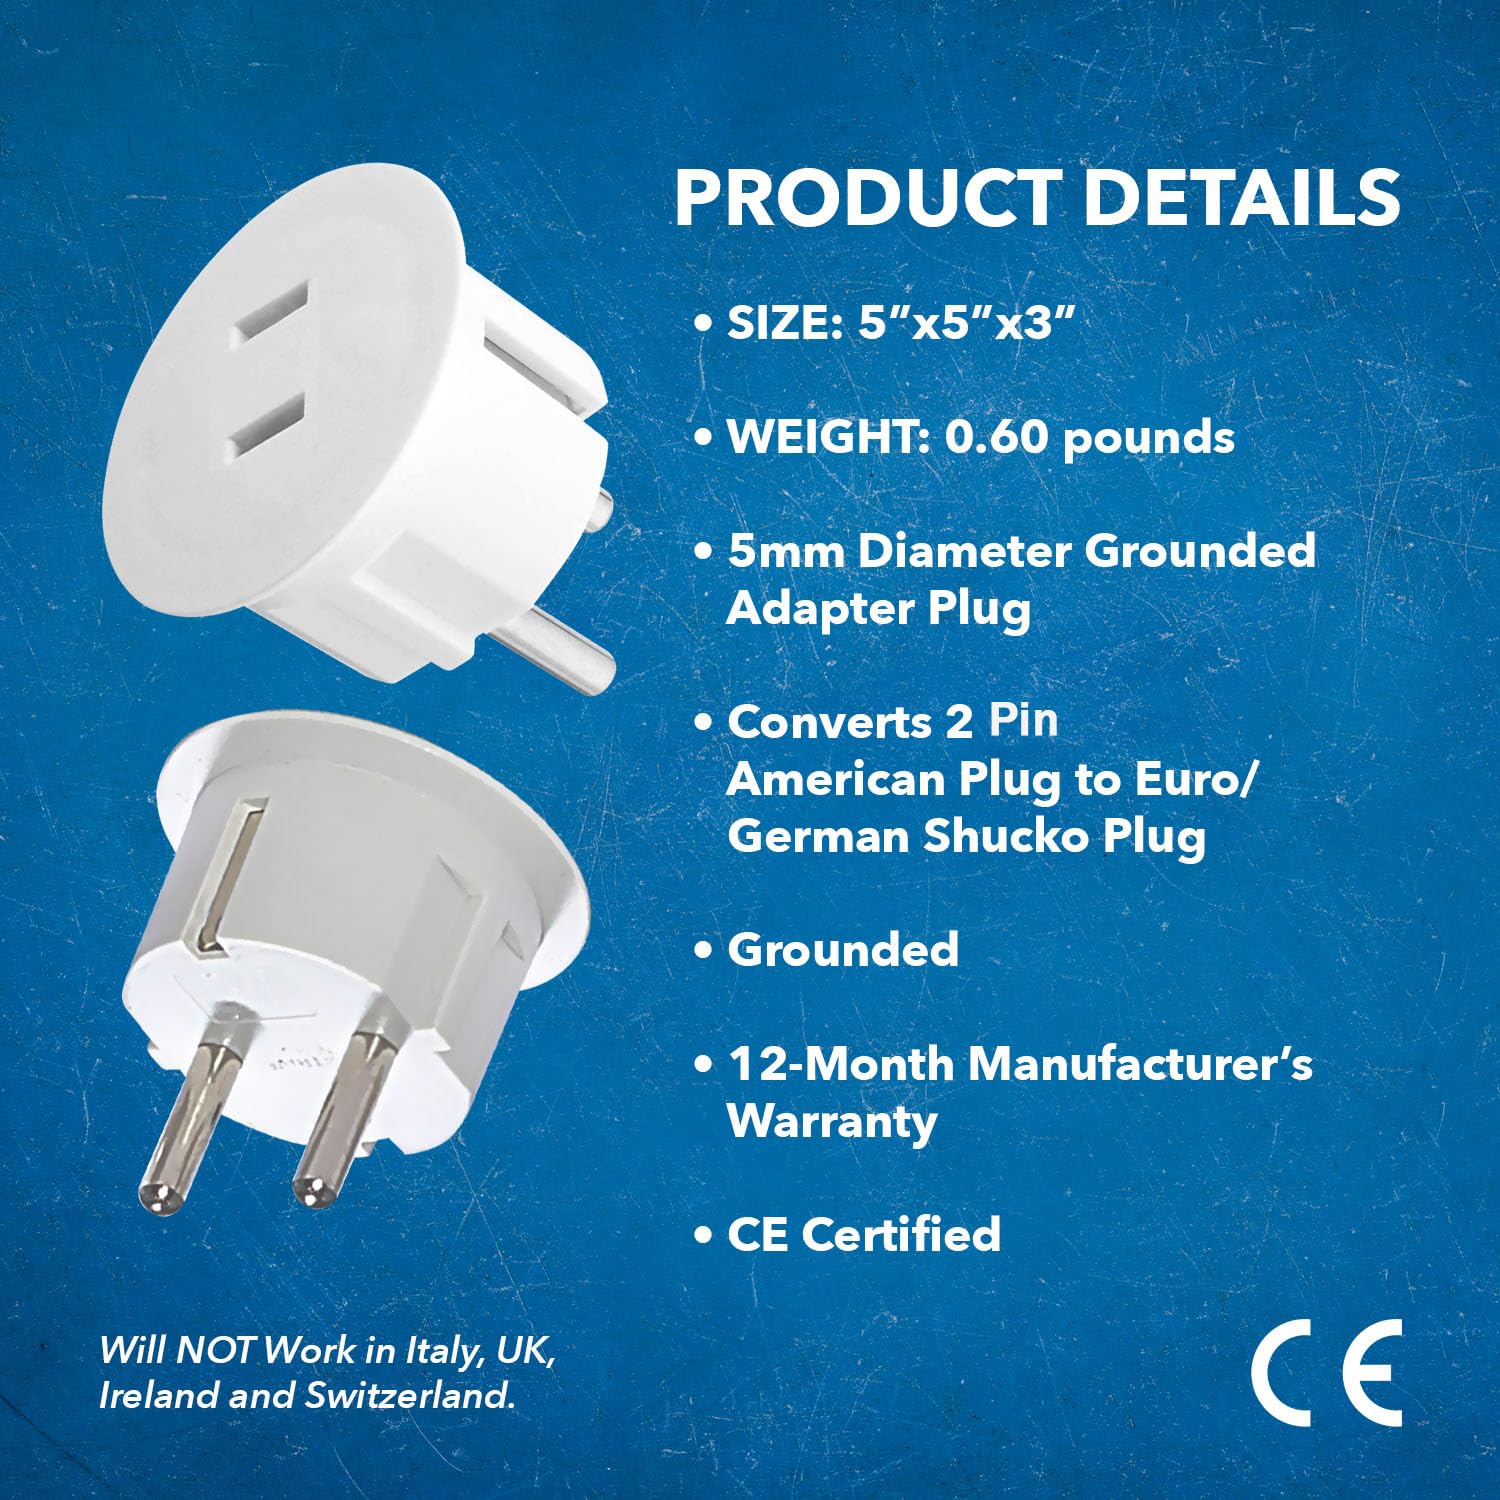 PRODUCT DETAILS
• SIZE: 5”x5”x3”
• WEIGHT: 0.60 pounds
• 5mm Diameter Grounded
Adapter Plug
• Converts 2 Pin
American Plug to Euro/
German Shucko Plug
• Grounded
• 12-Month Manufacturer’s
Warranty
• CE Certified
Will NOT Work in Italy, UK,
Ireland and Switzerland.
CE